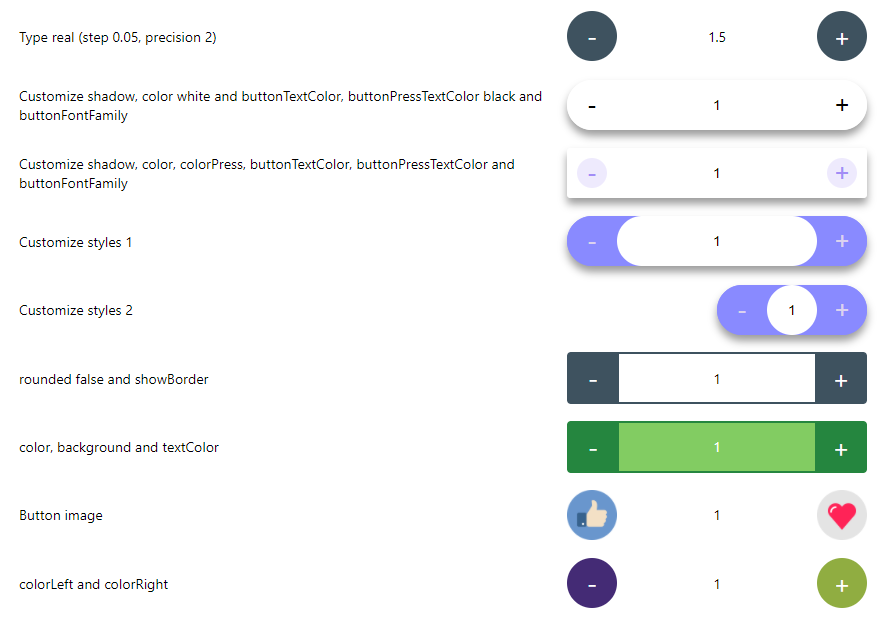 Type real (step 0.05, precision 2) - 1.5 +
Customize shadow, color white and buttonTextColor, buttonPressTextColor black and
buttonFontFamily
- 1 +
Customize shadow, color, colorPress, buttonTextColor, buttonPressTextColor and
buttonFontFamily
- 1 +
Customize styles 1 - 1 +
Customize styles 2 - 1 +
rounded false and showBorder - 1 +
color, background and textColor - 1 +
Button image 1
colorLeft and colorRight - 1 +